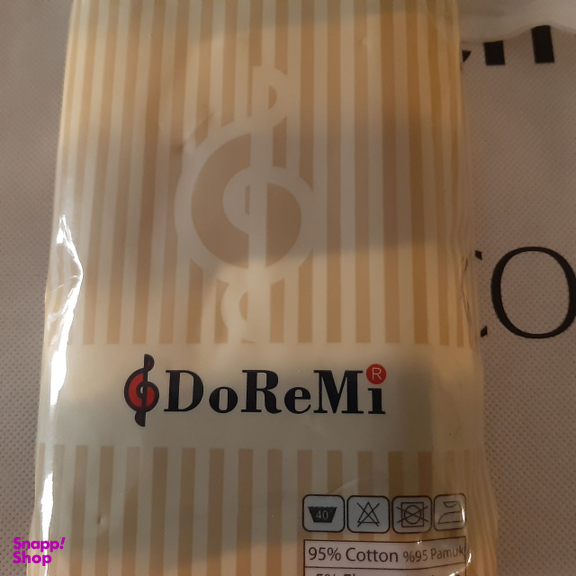 DoReMi®
40
95% Cotton %95 Pamuk
Snapp!
Shop